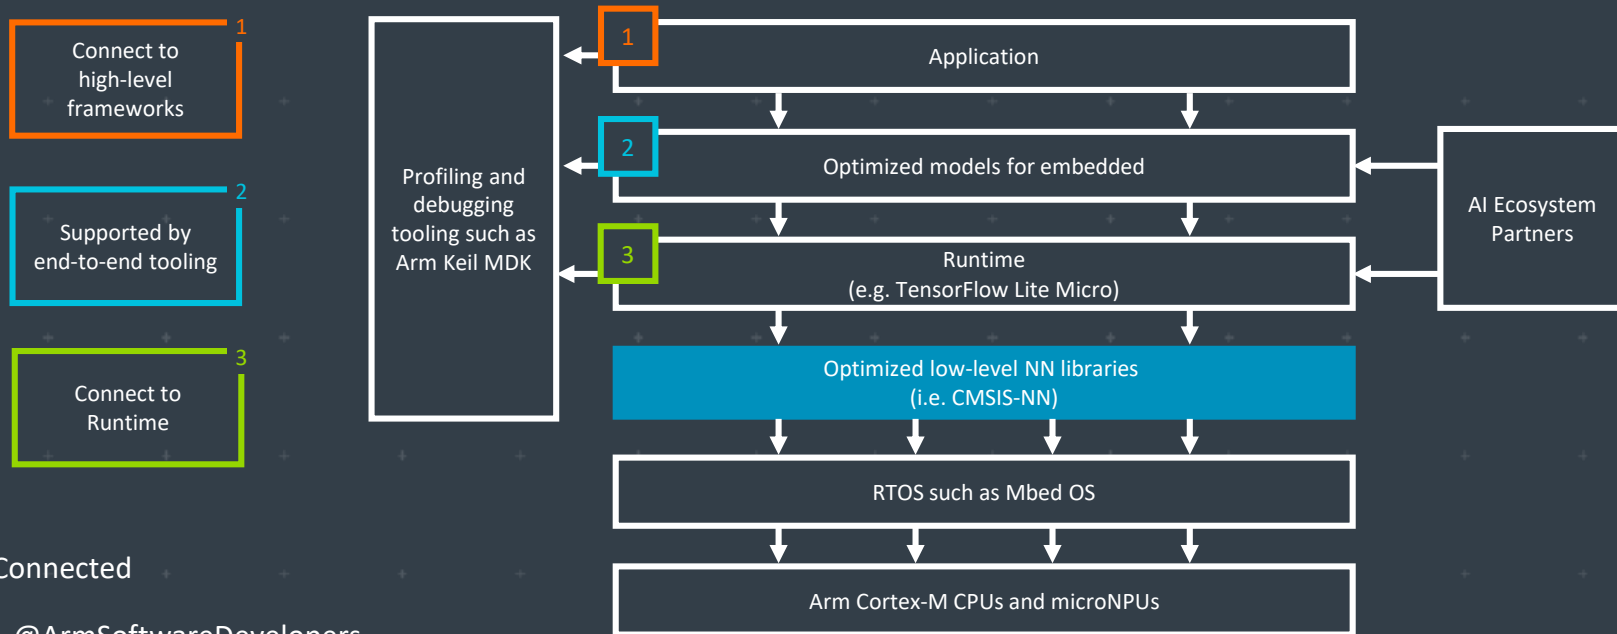 1
Connect to
high-level
frameworks
2
Supported by
end-to-end tooling
3
Connect to
Runtime
Connected
@ArmSoftwareDevelopers
Profiling and
debugging
tooling such as
Arm Keil MDK
1
Application
2
Optimized models for embedded
3
Runtime
(e.g. TensorFlow Lite Micro)
Optimized low-level NN libraries
(i.e. CMSIS-NN)
RTOS such as Mbed OS
Arm Cortex-M CPUs and microNPUs
AI Ecosystem
Partners